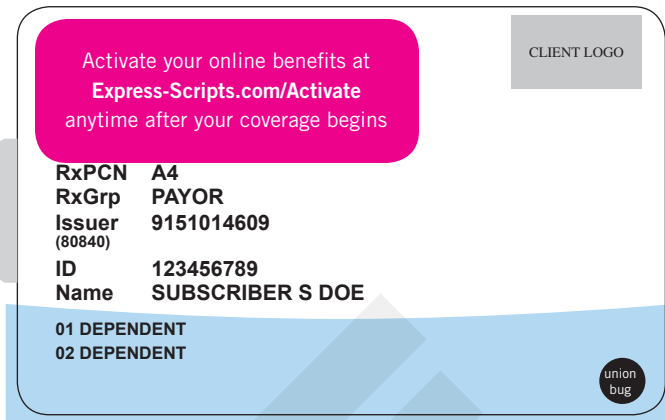 Activate your online benefits at
Express-Scripts.com/Activate
anytime after your coverage begins
CLIENT LOGO
RxPCN A4
RxGrp PAYOR
Issuer 9151014609
(80840)
ID 123456789
Name SUBSCRIBER S DOE
01 DEPENDENT
02 DEPENDENT
union
bug